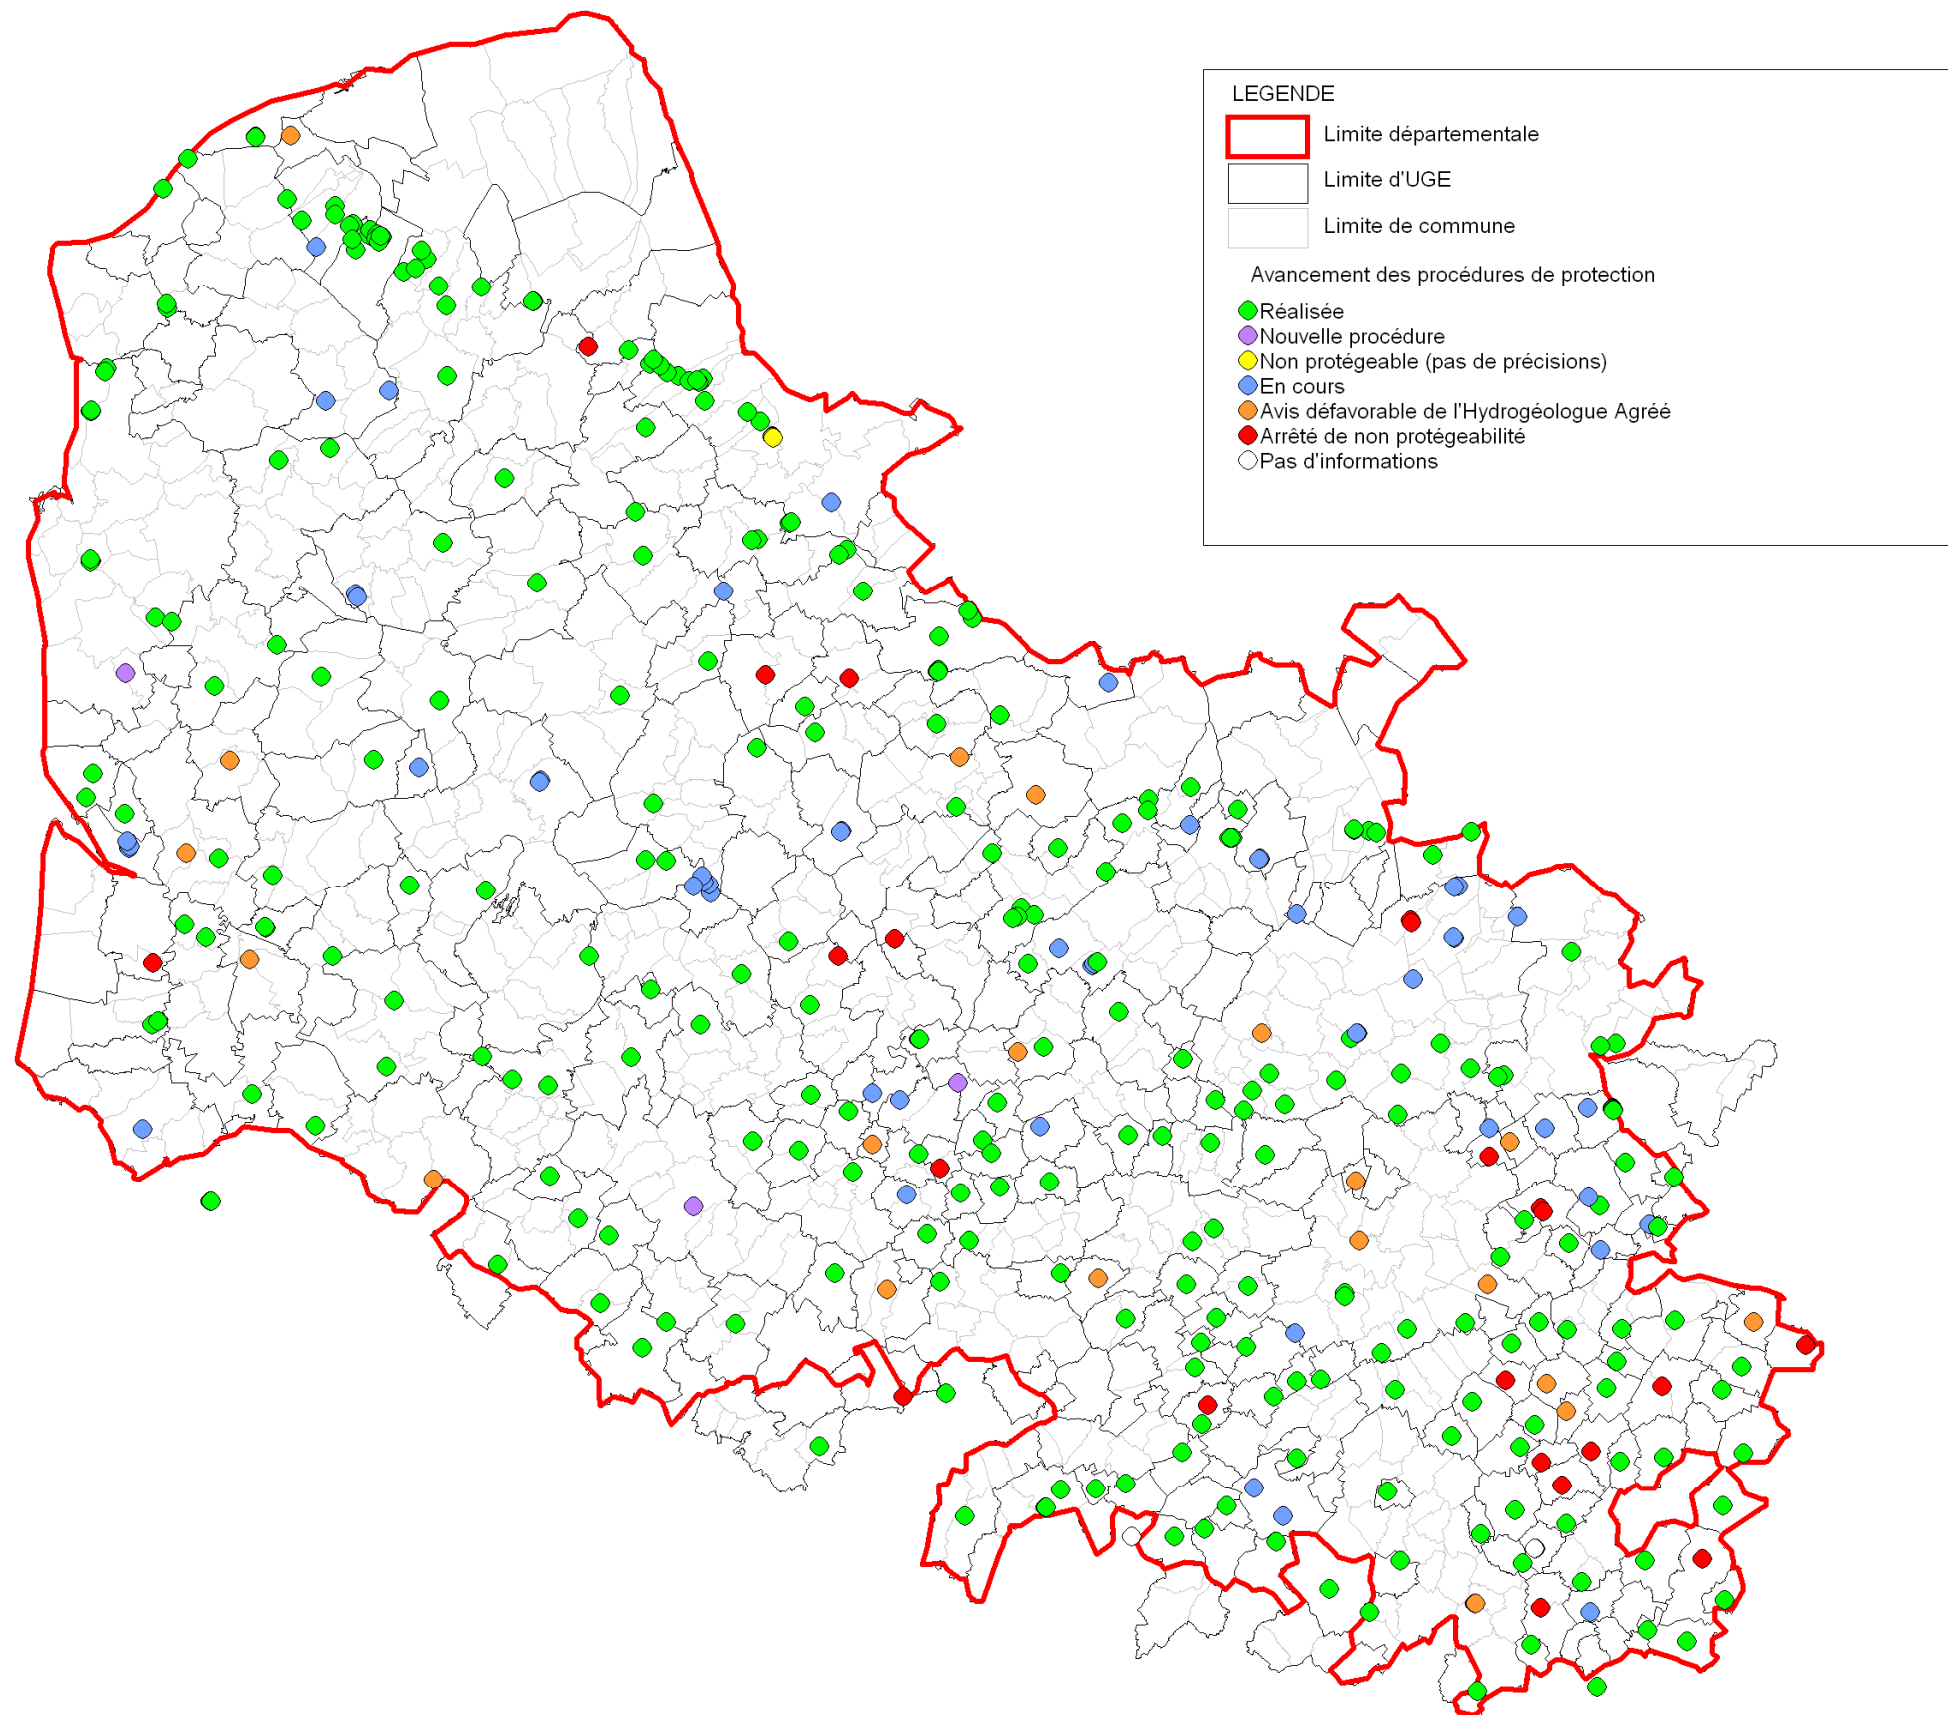 LEGENDE
Limite départementale
Limite d'UGE
Limite de commune
Avancement des procédures de protection
Réalisée
Nouvelle procédure
Non protégeable (pas de précisions)
En cours
Avis défavorable de l'Hydrogéologue Agréé
Arrêté de non protégeabilité
Pas d'informations